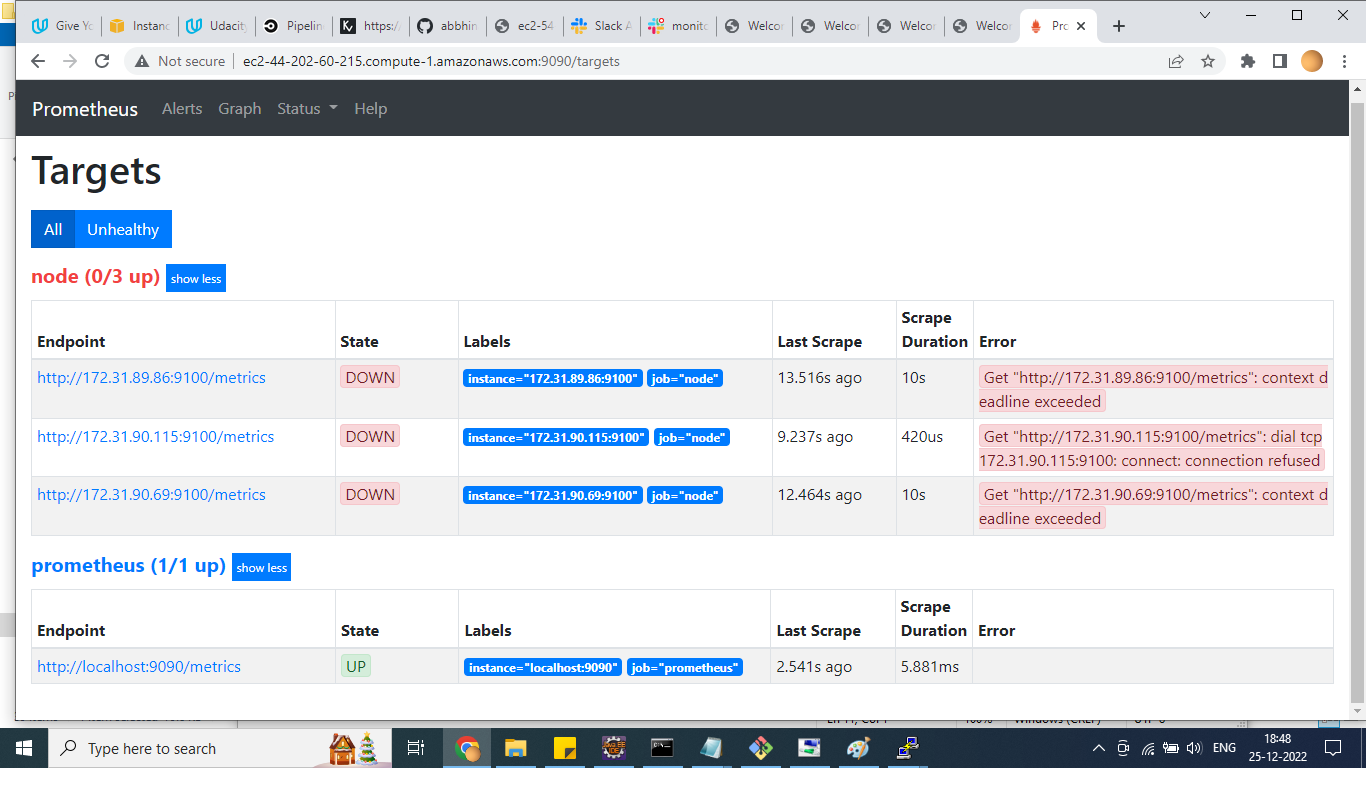 Give Yo
Instanc
Udacity
Pipelin
https:/
abbhin
ec2-54
Slack A
monito
Welcom
Welcom
Welcom
Welcom
Pro
Not secure
ec2-44-202-60-215.compute-1.amazonaws.com:9090/targets
Prometheus
Alerts
Graph
Status
Help
Targets
All
Unhealthy
node (0/3 up)
show less
Endpoint
State
Labels
Last Scrape
Scrape
Duration
Error
http://172.31.89.86:9100/metrics
DOWN
instance="172.31.89.86:9100"
job="node"
13.516s ago
10s
Get "http://172.31.89.86:9100/metrics": context d
eadline exceeded
http://172.31.90.115:9100/metrics
DOWN
instance="172.31.90.115:9100"
job="node"
9.237s ago
420us
Get "http://172.31.90.115:9100/metrics": dial tcp
172.31.90.115:9100: connect: connection refused
http://172.31.90.69:9100/metrics
DOWN
instance="172.31.90.69:9100"
job="node"
12.464s ago
10s
Get "http://172.31.90.69:9100/metrics": context d
eadline exceeded
prometheus (1/1 up)
show less
Endpoint
State
Labels
Last Scrape
Scrape
Duration
Error
http://localhost:9090/metrics
UP
instance="localhost:9090"
job="prometheus"
2.541s ago
5.881ms
Type here to search
ENG
18:48
25-12-2022